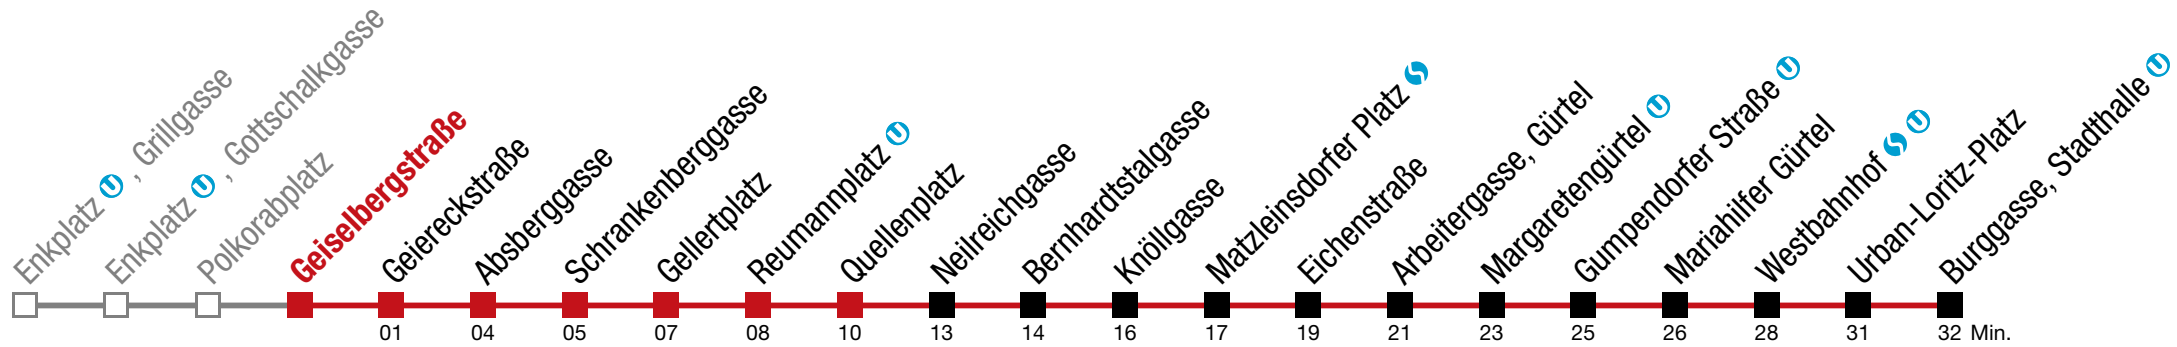 Enkplatz U , Grillgasse
Enkplatz U , Gottschalkgasse
Polkorabplatz
Geiselbergstraße
Geiereckstraße
Absberggasse
Schrankenberggasse
Gellertplatz
Reumannplatz U
Quellenplatz
Neilreichgasse
Bernhardtstalgasse
Knöllgasse
Matzleinsdorfer Platz S
Eichenstraße
Arbeitergasse, Gürtel
Margaretengürtel U
Gumpendorfer Straße U
Mariahilfer Gürtel
Westbahnhof S U
Urban-Loritz-Platz
Burggasse, Stadthalle U
01 04 05 07 08 10 13 14 16 17 19 21 23 25 26 28 31 32 Min.